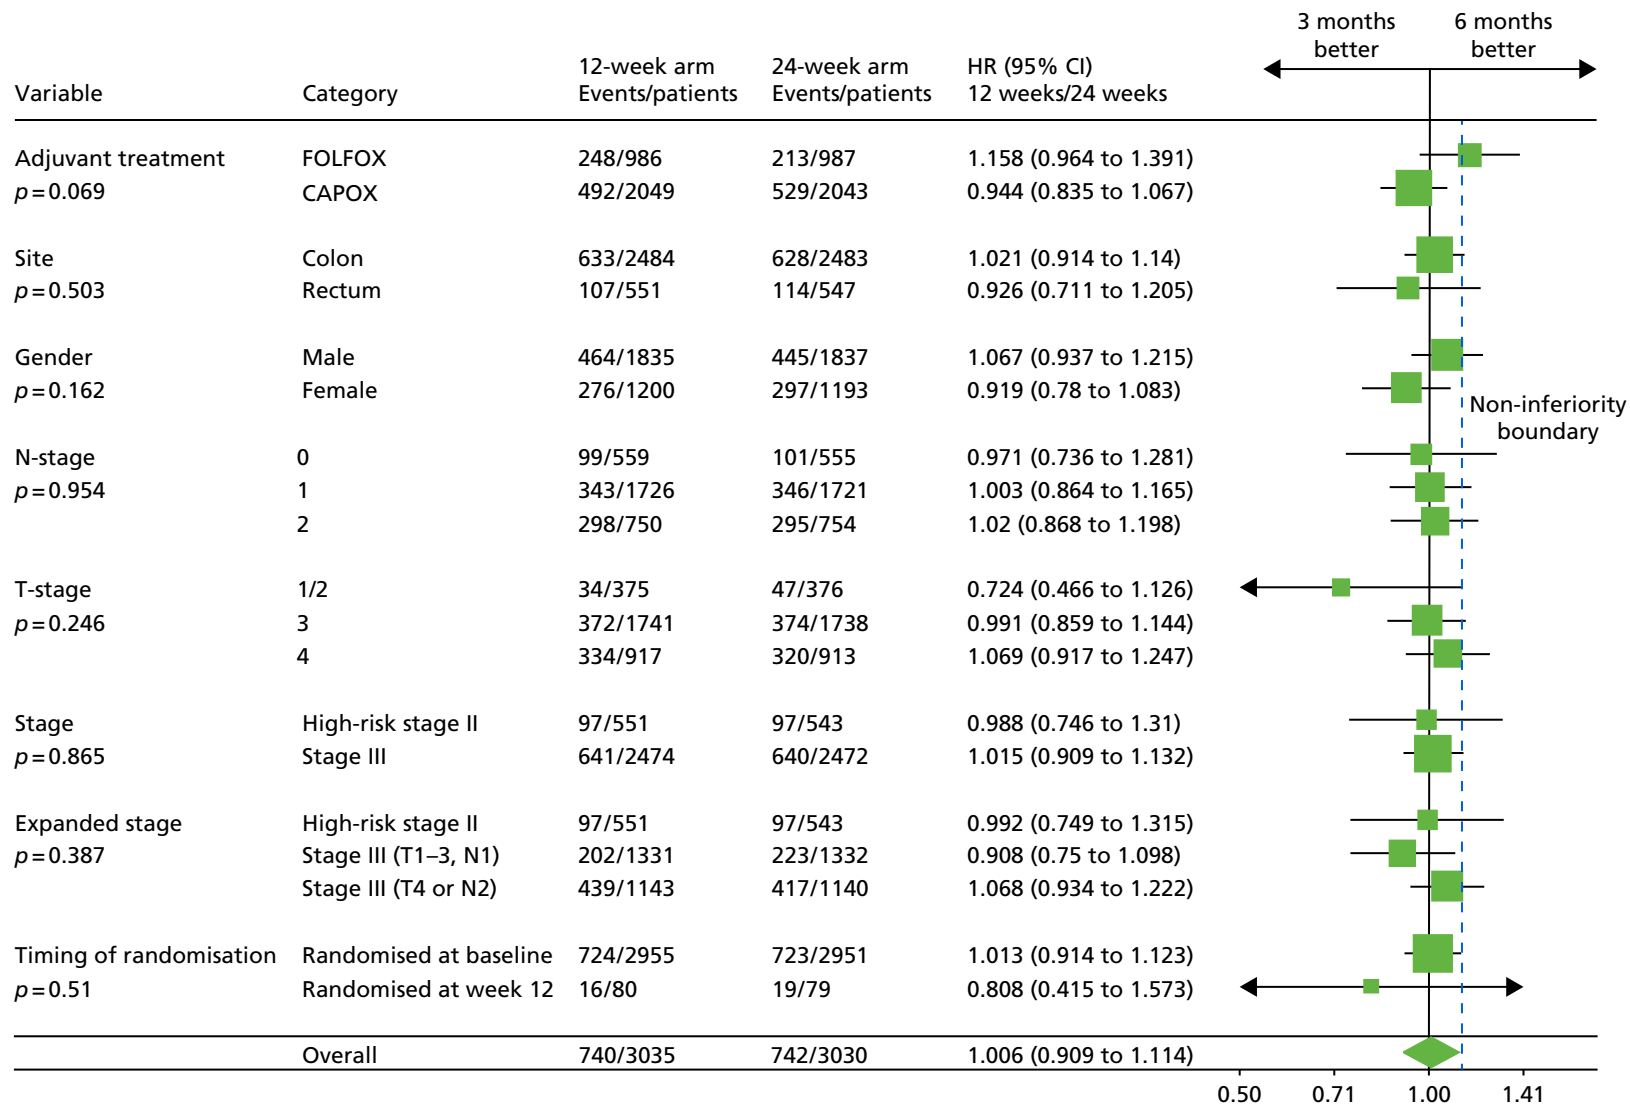 3 months 6 months
better better
12-week arm 24-week arm HR (95% CI)
Variable Category Events/patients Events/patients 12 weeks/24 weeks
Adjuvant treatment FOLFOX 248/986 213/987 1.158 (0.964 to 1.391)
p=0.069 CAPOX 492/2049 529/2043 0.944 (0.835 to 1.067)
Site Colon 633/2484 628/2483 1.021 (0.914 to 1.14)
p=0.503 Rectum 107/551 114/547 0.926 (0.711 to 1.205)
Gender Male 464/1835 445/1837 1.067 (0.937 to 1.215)
p=0.162 Female 276/1200 297/1193 0.919 (0.78 to 1.083)
Non-inferiority
boundary
N-stage 0 99/559 101/555 0.971 (0.736 to 1.281)
p=0.954 1 343/1726 346/1721 1.003 (0.864 to 1.165)
2 298/750 295/754 1.02 (0.868 to 1.198)
T-stage 1/2 34/375 47/376 0.724 (0.466 to 1.126)
p=0.246 3 372/1741 374/1738 0.991 (0.859 to 1.144)
4 334/917 320/913 1.069 (0.917 to 1.247)
Stage High-risk stage II 97/551 97/543 0.988 (0.746 to 1.31)
p=0.865 Stage III 641/2474 640/2472 1.015 (0.909 to 1.132)
Expanded stage High-risk stage II 97/551 97/543 0.992 (0.749 to 1.315)
p=0.387 Stage III (T1–3, N1) 202/1331 223/1332 0.908 (0.75 to 1.098)
Stage III (T4 or N2) 439/1143 417/1140 1.068 (0.934 to 1.222)
Timing of randomisation Randomised at baseline 724/2955 723/2951 1.013 (0.914 to 1.123)
p=0.51 Randomised at week 12 16/80 19/79 0.808 (0.415 to 1.573)
Overall 740/3035 742/3030 1.006 (0.909 to 1.114)
0.50 0.71 1.00 1.41